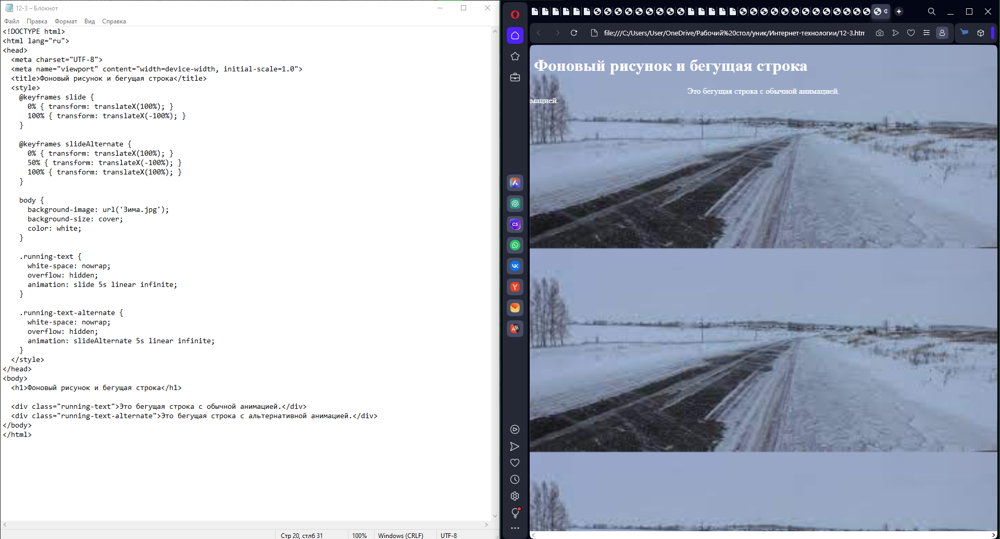 12-3 – Блокнот
Файл Правка Формат Вид Справка
<!DOCTYPE html>
<html lang="ru">
<head>
  <meta charset="UTF-8">
  <meta name="viewport" content="width=device-width, initial-scale=1.0">
  <title>Фоновый рисунок и бегущая строка</title>
  <style>
    @keyframes slide {
      0% { transform: translateX(100%); }
      100% { transform: translateX(-100%); }
    }
    @keyframes slideAlternate {
      0% { transform: translateX(100%); }
      50% { transform: translateX(-100%); }
      100% { transform: translateX(100%); }
    }
    body {
      background-image: url('Зима.jpg');
      background-size: cover;
      color: white;
    }
    .running-text {
      white-space: nowrap;
      overflow: hidden;
      animation: slide 5s linear infinite;
    }
    .running-text-alternate {
      white-space: nowrap;
      overflow: hidden;
      animation: slideAlternate 5s linear infinite;
    }
  </style>
</head>
<body>
  <h1>Фоновый рисунок и бегущая строка</h1>
  <div class="running-text">Это бегущая строка с обычной анимацией.</div>
  <div class="running-text-alternate">Это бегущая строка с альтернативной анимацией.</div>
</body>
</html>
Стр 20, стлб 31 100% Windows (CRLF) UTF-8
file:///C:/Users/User/OneDrive/Рабочий%20стол/уник/Интернет-технологии/12-3.htm
Фоновый рисунок и бегущая строка
Это бегущая строка с обычной анимацией.
мацией.
CS